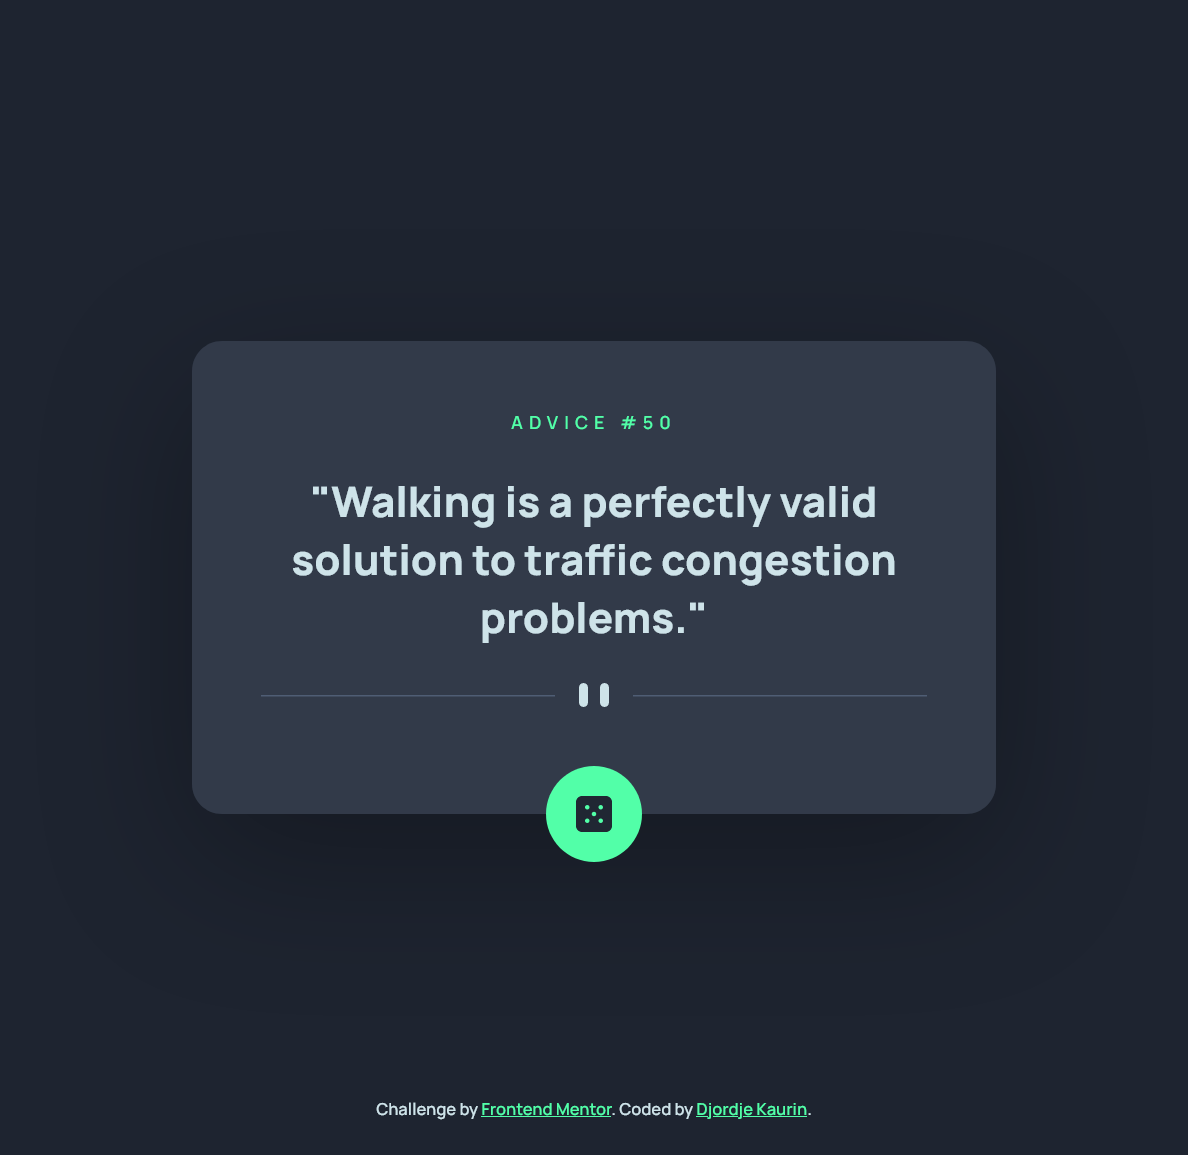 ADVICE #50
"Walking is a perfectly valid
solution to traffic congestion
problems."
Challenge by Frontend Mentor. Coded by Djordje Kaurin.